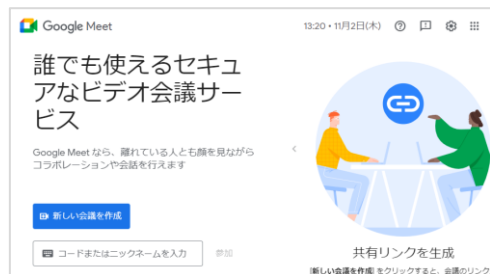 Google Meet
13:20 • 11月2日(木)
誰でも使えるセキュ
アなビデオ会議サー
ビス
Google Meet なら、離れている人とも顔を見ながら
コラボレーションや会話を行えます
新しい会議を作成
コードまたはニックネームを入力
参加
共有リンクを生成
[新しい会議を作成] をクリックすると、会議のリンク